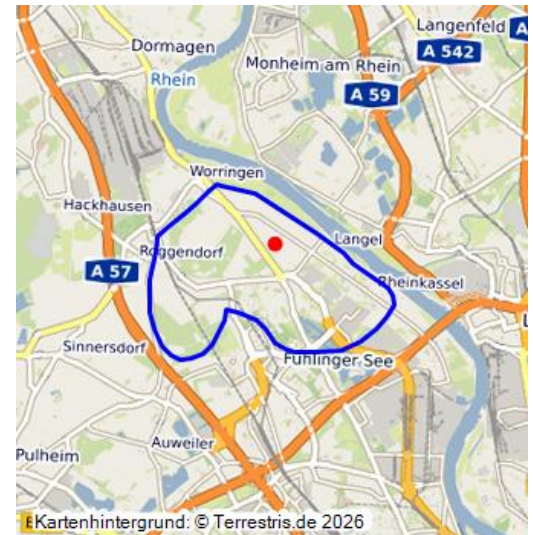 Langenfeld
A
Dormagen
A 542
Monheim am Rhein
Rhein
A 59
Worringen
Hackhausen
Langel
Roggendorf
A 57
Rheinkassel
Sinnersdorf
Fühlinger See
Auweiler
Pulheim
Kartenhintergrund: © Terrestris.de 2026